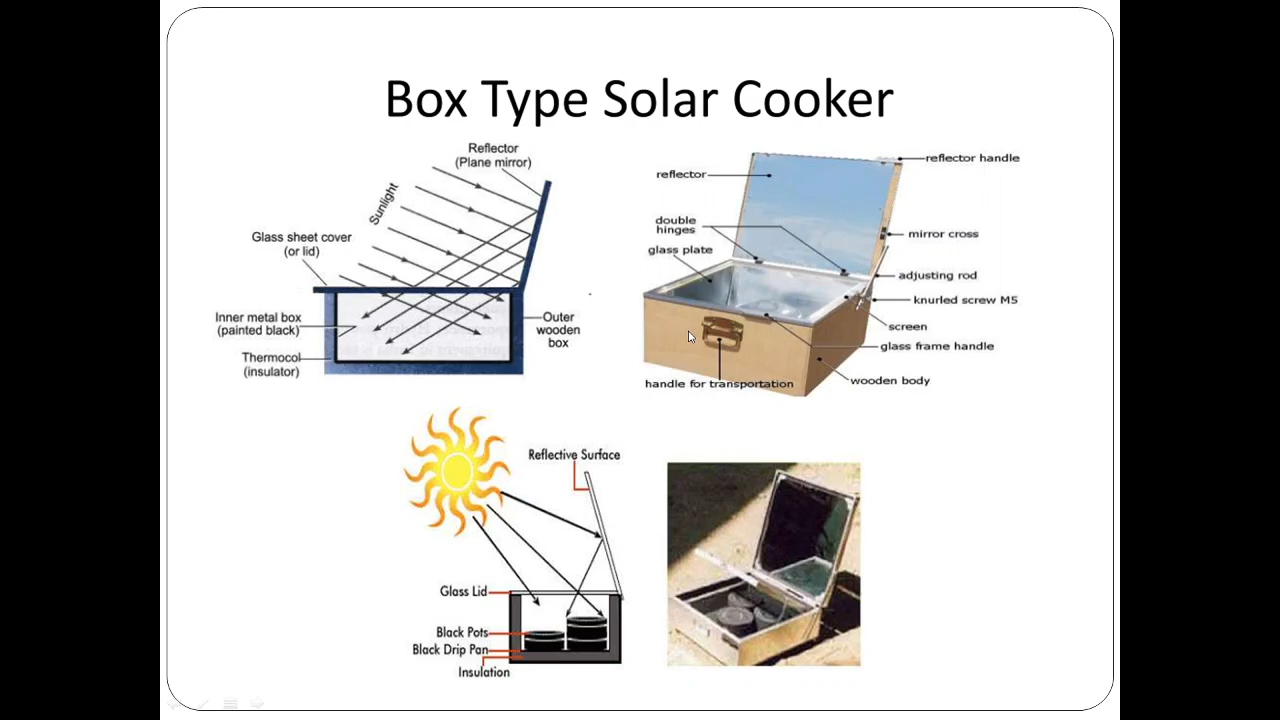 Box Type Solar Cooker
Reflector
(Plane mirror)
Sunlight
Glass sheet cover
(or lid)
Inner metal box
(painted black)
Thermocol
(insulator)
Outer
wooden
box
reflector handle
reflector
double
hinges
glass plate
mirror cross
adjusting rod
knurled screw M5
screen
glass frame handle
wooden body
handle for transportation
Reflective Surface
Glass Lid
Black Pots
Black Drip Pan
Insulation